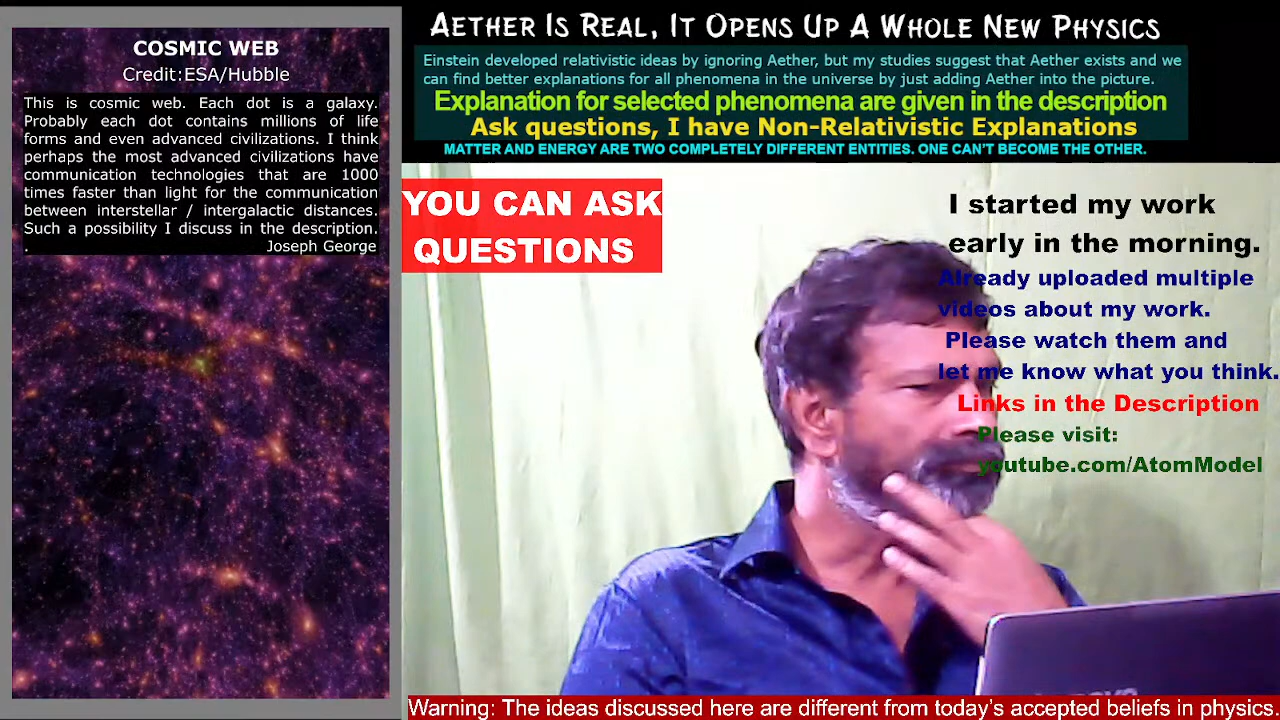 COSMIC WEB
Credit:ESA/Hubble
This is cosmic web. Each dot is a galaxy.
Probably each dot contains millions of life
forms and even advanced civilizations. I think
perhaps the most advanced civilizations have
communication technologies that are 1000
times faster than light for the communication
between interstellar / intergalactic distances.
Such a possibility I discuss in the description.
. Joseph George
Aether Is Real, It Opens Up A Whole New Physics
Einstein developed relativistic ideas by ignoring Aether, but my studies suggest that Aether exists and we
can find better explanations for all phenomena in the universe by just adding Aether into the picture.
Explanation for selected phenomena are given in the description
Ask questions, I have Non-Relativistic Explanations
MATTER AND ENERGY ARE TWO COMPLETELY DIFFERENT ENTITIES. ONE CAN'T BECOME THE OTHER.
YOU CAN ASK
QUESTIONS
I started my work
early in the morning.
Already uploaded multiple
videos about my work.
Please watch them and
let me know what you think.
Links in the Description
Please visit:
youtube.com/AtomModel
Warning: The ideas discussed here are different from today's accepted beliefs in physics.